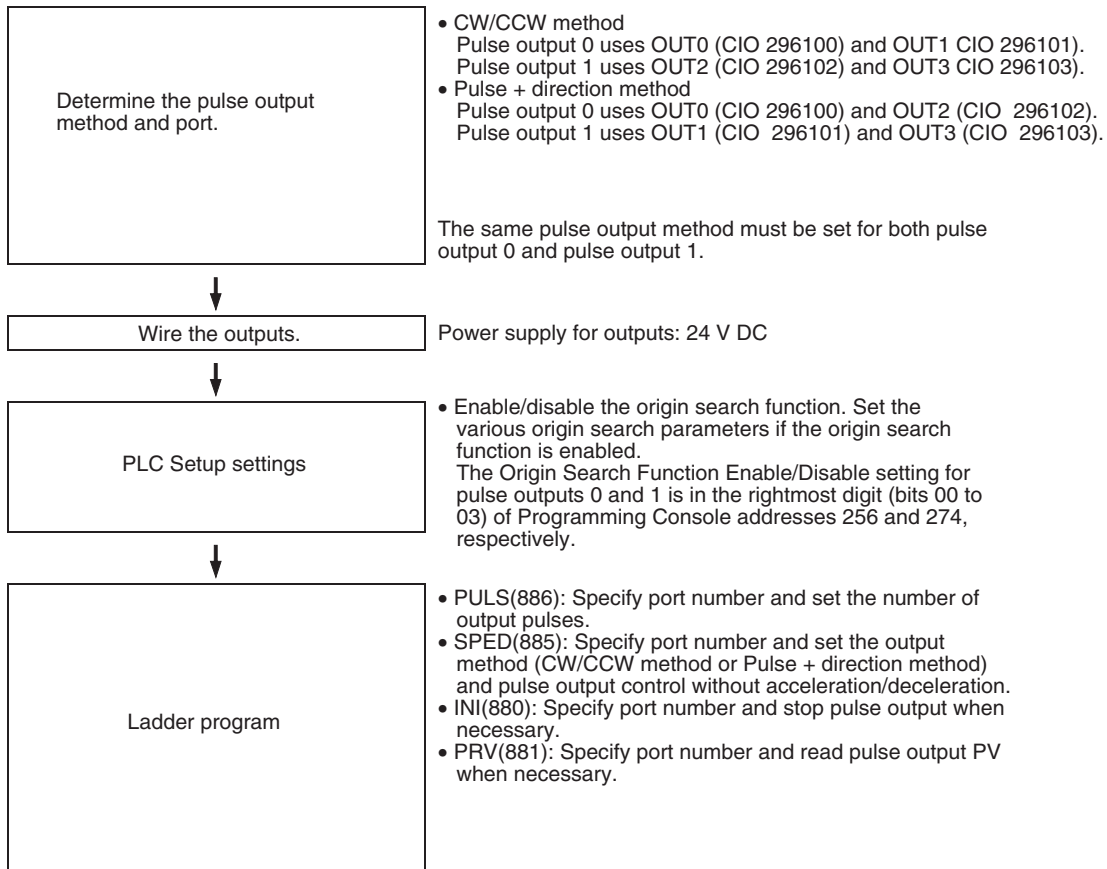 Determine the pulse output
method and port.
• CW/CCW method
Pulse output 0 uses OUT0 (CIO 296100) and OUT1 CIO 296101).
Pulse output 1 uses OUT2 (CIO 296102) and OUT3 CIO 296103).
• Pulse + direction method
Pulse output 0 uses OUT0 (CIO 296100) and OUT2 (CIO 296102).
Pulse output 1 uses OUT1 (CIO 296101) and OUT3 (CIO 296103).
The same pulse output method must be set for both pulse
output 0 and pulse output 1.
Wire the outputs.
Power supply for outputs: 24 V DC
PLC Setup settings
• Enable/disable the origin search function. Set the
various origin search parameters if the origin search
function is enabled.
The Origin Search Function Enable/Disable setting for
pulse outputs 0 and 1 is in the rightmost digit (bits 00 to
03) of Programming Console addresses 256 and 274,
respectively.
Ladder program
• PULS(886): Specify port number and set the number of
output pulses.
• SPED(885): Specify port number and set the output
method (CW/CCW method or Pulse + direction method)
and pulse output control without acceleration/deceleration.
• INI(880): Specify port number and stop pulse output when
necessary.
• PRV(881): Specify port number and read pulse output PV
when necessary.